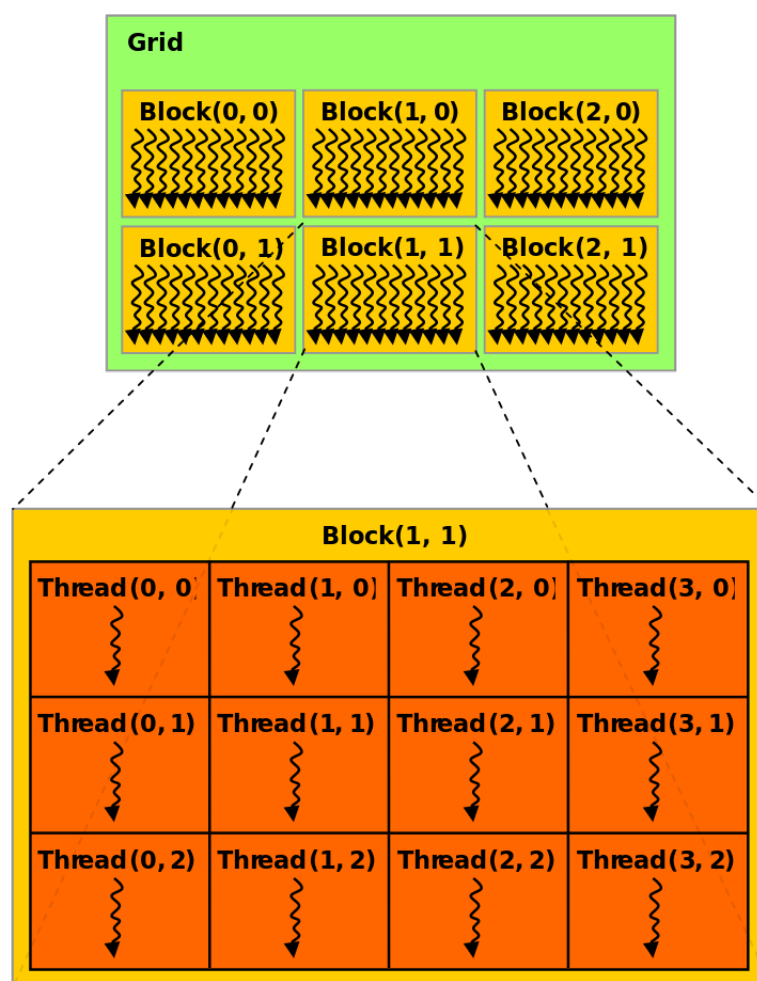 Grid
Block(0, 0) Block(1, 0) Block(2, 0)
Block(0, 1) Block(1, 1) Block(2, 1)
Block(1, 1)
Thread(0, 0) Thread(1, 0) Thread(2, 0) Thread(3, 0)
Thread(0, 1) Thread(1, 1) Thread(2, 1) Thread(3, 1)
Thread(0, 2) Thread(1, 2) Thread(2, 2) Thread(3, 2)